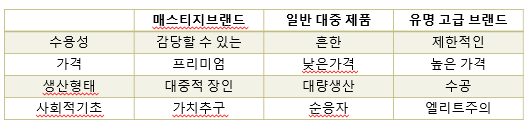 매스티지브랜드 일반 대중 제품 유명 고급 브랜드
수용성 감당할 수 있는 흔한 제한적인
가격 프리미엄 낮은가격 높은 가격
생산형태 대중적 장인 대량생산 수공
사회적기초 가치추구 순응자 엘리트주의